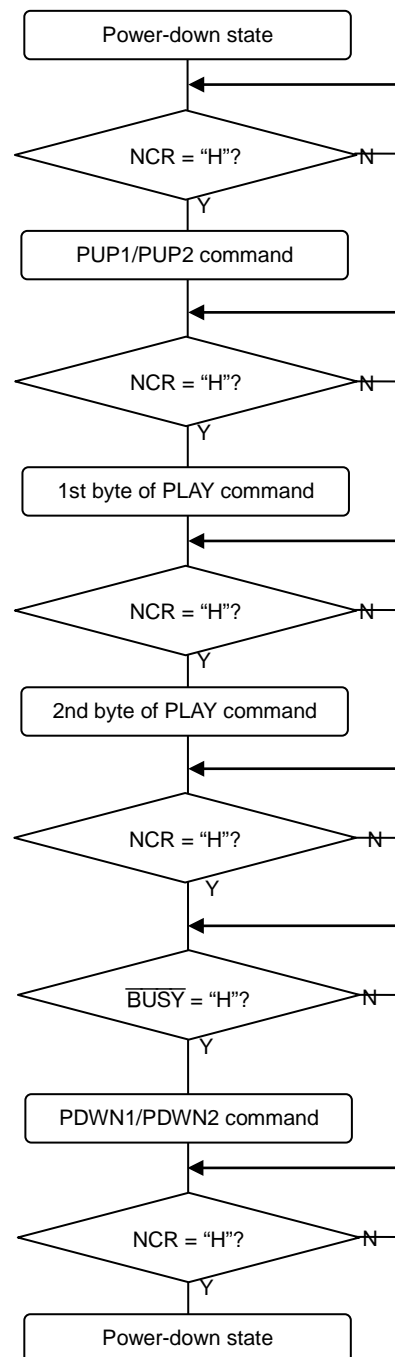 Power-down state
NCR = “H”?
N
Y
PUP1/PUP2 command
NCR = “H”?
N
Y
1st byte of PLAY command
NCR = “H”?
N
Y
2nd byte of PLAY command
NCR = “H”?
N
Y
BUSY = “H”?
N
Y
PDWN1/PDWN2 command
NCR = “H”?
N
Y
Power-down state